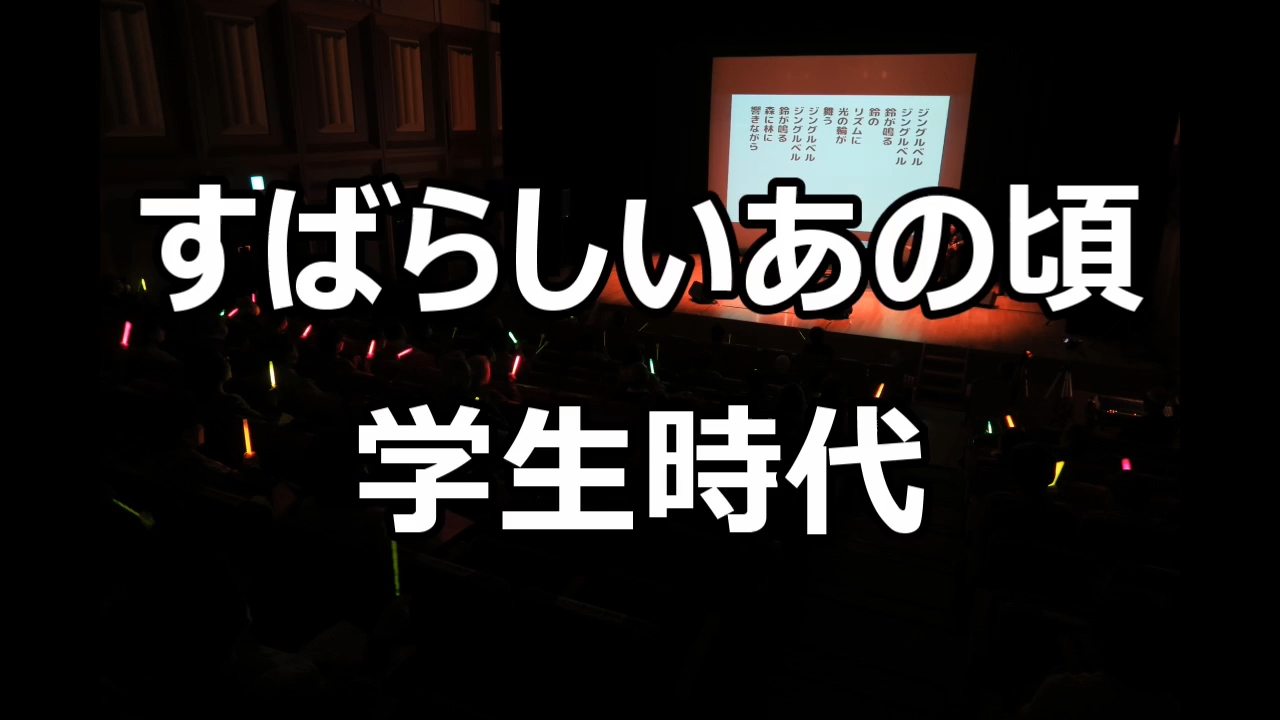 ジングルベル
ジングルベル
鈴が鳴る
鈴の
リズムに
光の輪が
舞う
ジングルベル
ジングルベル
鈴が鳴る
森に林に
響きながら
すばらしいあの頃
学生時代